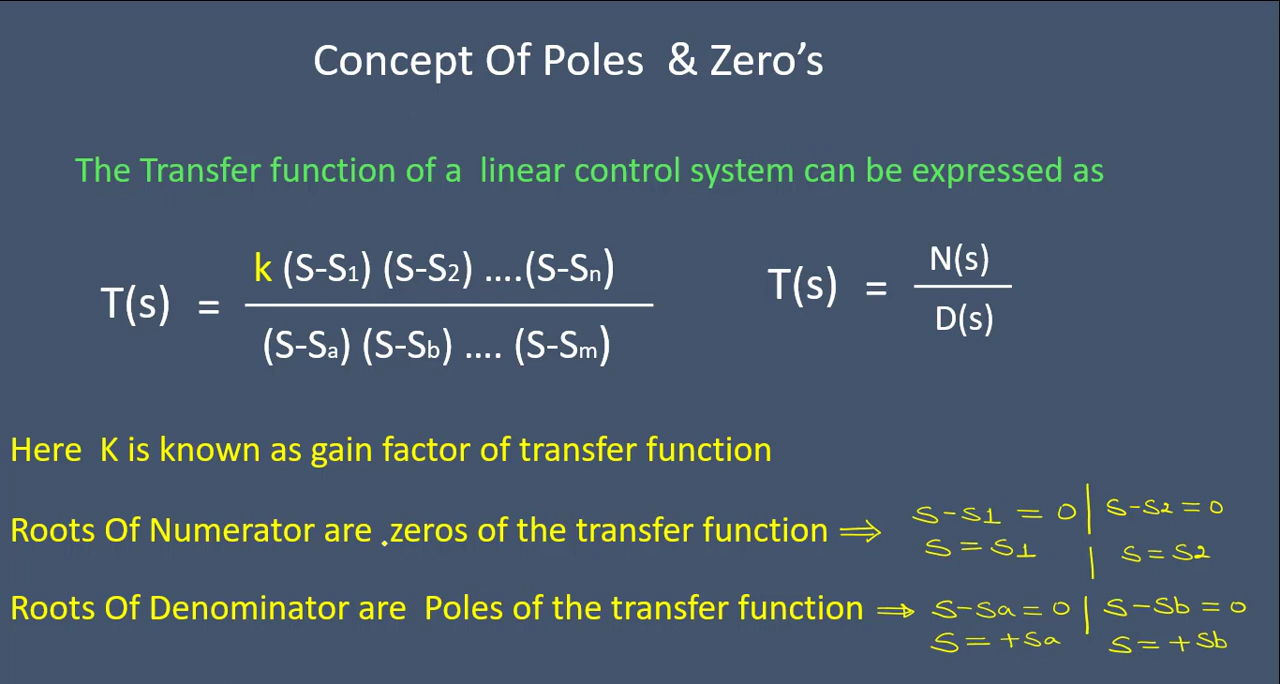 Concept Of Poles & Zero's
The Transfer function of a linear control system can be expressed as
T(s) = k (S-S1) (S-S2) ....(S-Sn)
(S-Sa) (S-Sb) .... (S-Sm)
T(s) = N(s)
D(s)
Here K is known as gain factor of transfer function
Roots Of Numerator are .zeros of the transfer function ⇒ S-S1 = 0 | S-S2 = 0
S = S1 | S = S2
Roots Of Denominator are Poles of the transfer function ⇒ S-Sa = 0 | S-Sb = 0
S = +Sa S = +Sb